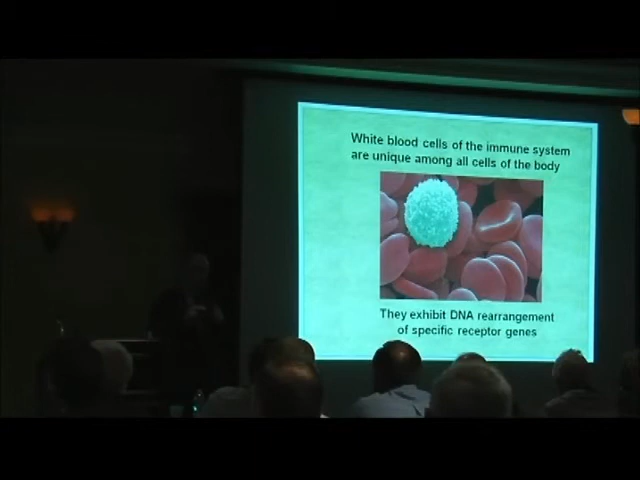 White blood cells of the immune system
are unique among all cells of the body
They exhibit DNA rearrangement
of specific receptor genes